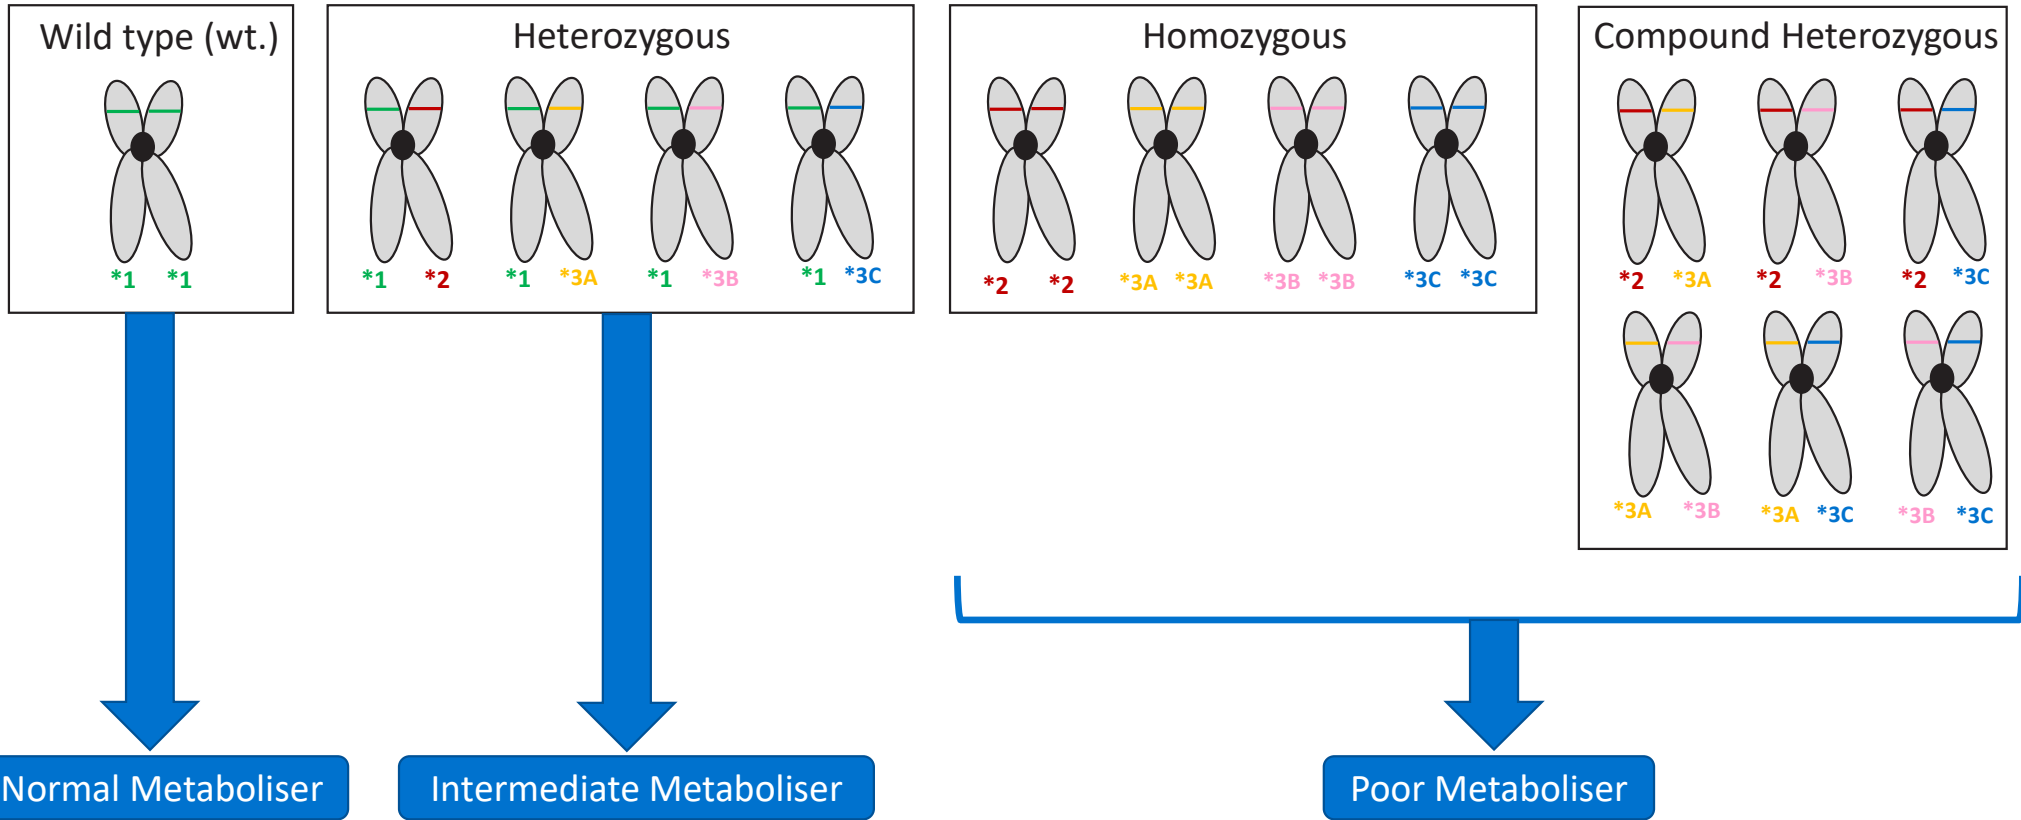 Wild type (wt.)
*1 *1
Heterozygous
*1 *2 *1 *3A *1 *3B *1 *3C
Homozygous
*2 *2 *3A *3A *3B *3B *3C *3C
Compound Heterozygous
*2 *3A *2 *3B *2 *3C
*3A *3B *3A *3C *3B *3C
Normal Metaboliser
Intermediate Metaboliser
Poor Metaboliser